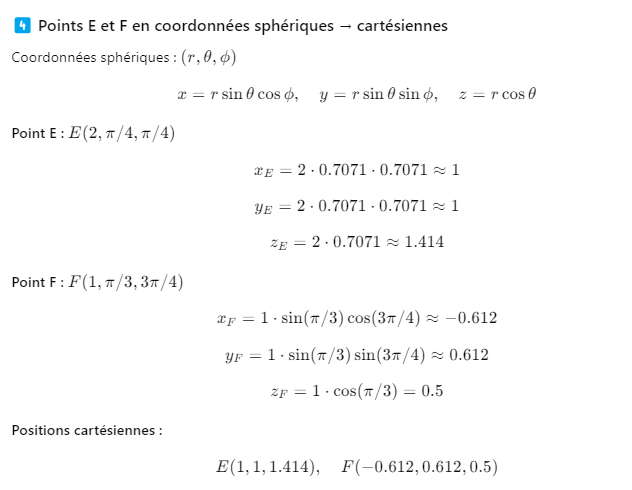 4 Points E et F en coordonnées sphériques → cartésiennes
Coordonnées sphériques : (r, θ, ϕ)
x = r sin θ cos ϕ, y = r sin θ sin ϕ, z = r cos θ
Point E : E(2, π/4, π/4)
x_E = 2 · 0.7071 · 0.7071 ≈ 1
y_E = 2 · 0.7071 · 0.7071 ≈ 1
z_E = 2 · 0.7071 ≈ 1.414
Point F : F(1, π/3, 3π/4)
x_F = 1 · sin(π/3) cos(3π/4) ≈ −0.612
y_F = 1 · sin(π/3) sin(3π/4) ≈ 0.612
z_F = 1 · cos(π/3) = 0.5
Positions cartésiennes :
E(1, 1, 1.414), F(−0.612, 0.612, 0.5)